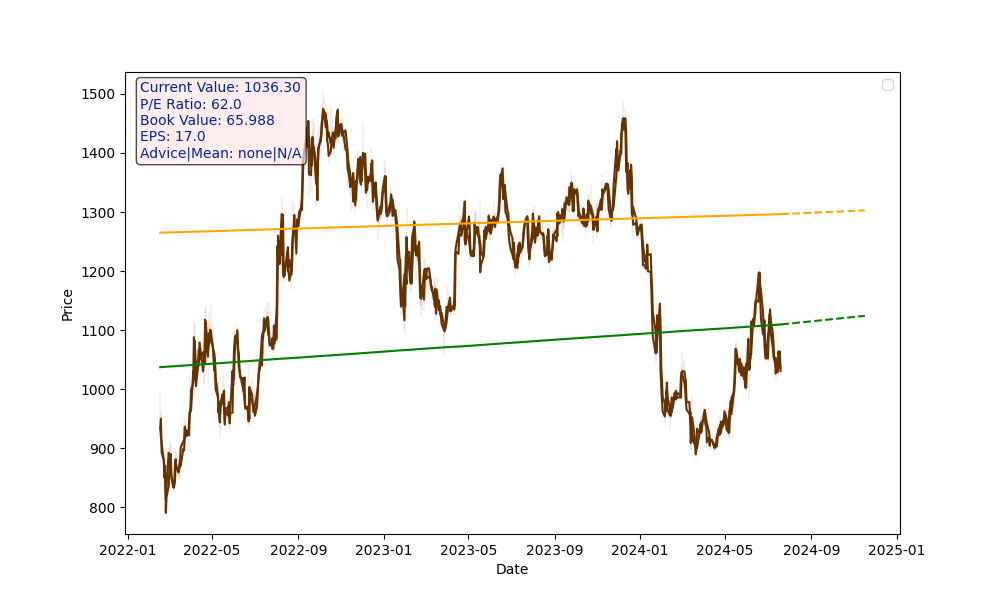 Current Value: 1036.30
P/E Ratio: 62.0
Book Value: 65.988
EPS: 17.0
Advice|Mean: none|N/A
Price
1500
1400
1300
1200
1100
1000
900
800
2022-01 2022-05 2022-09 2023-01 2023-05 2023-09 2024-01 2024-05 2024-09 2025-01
Date